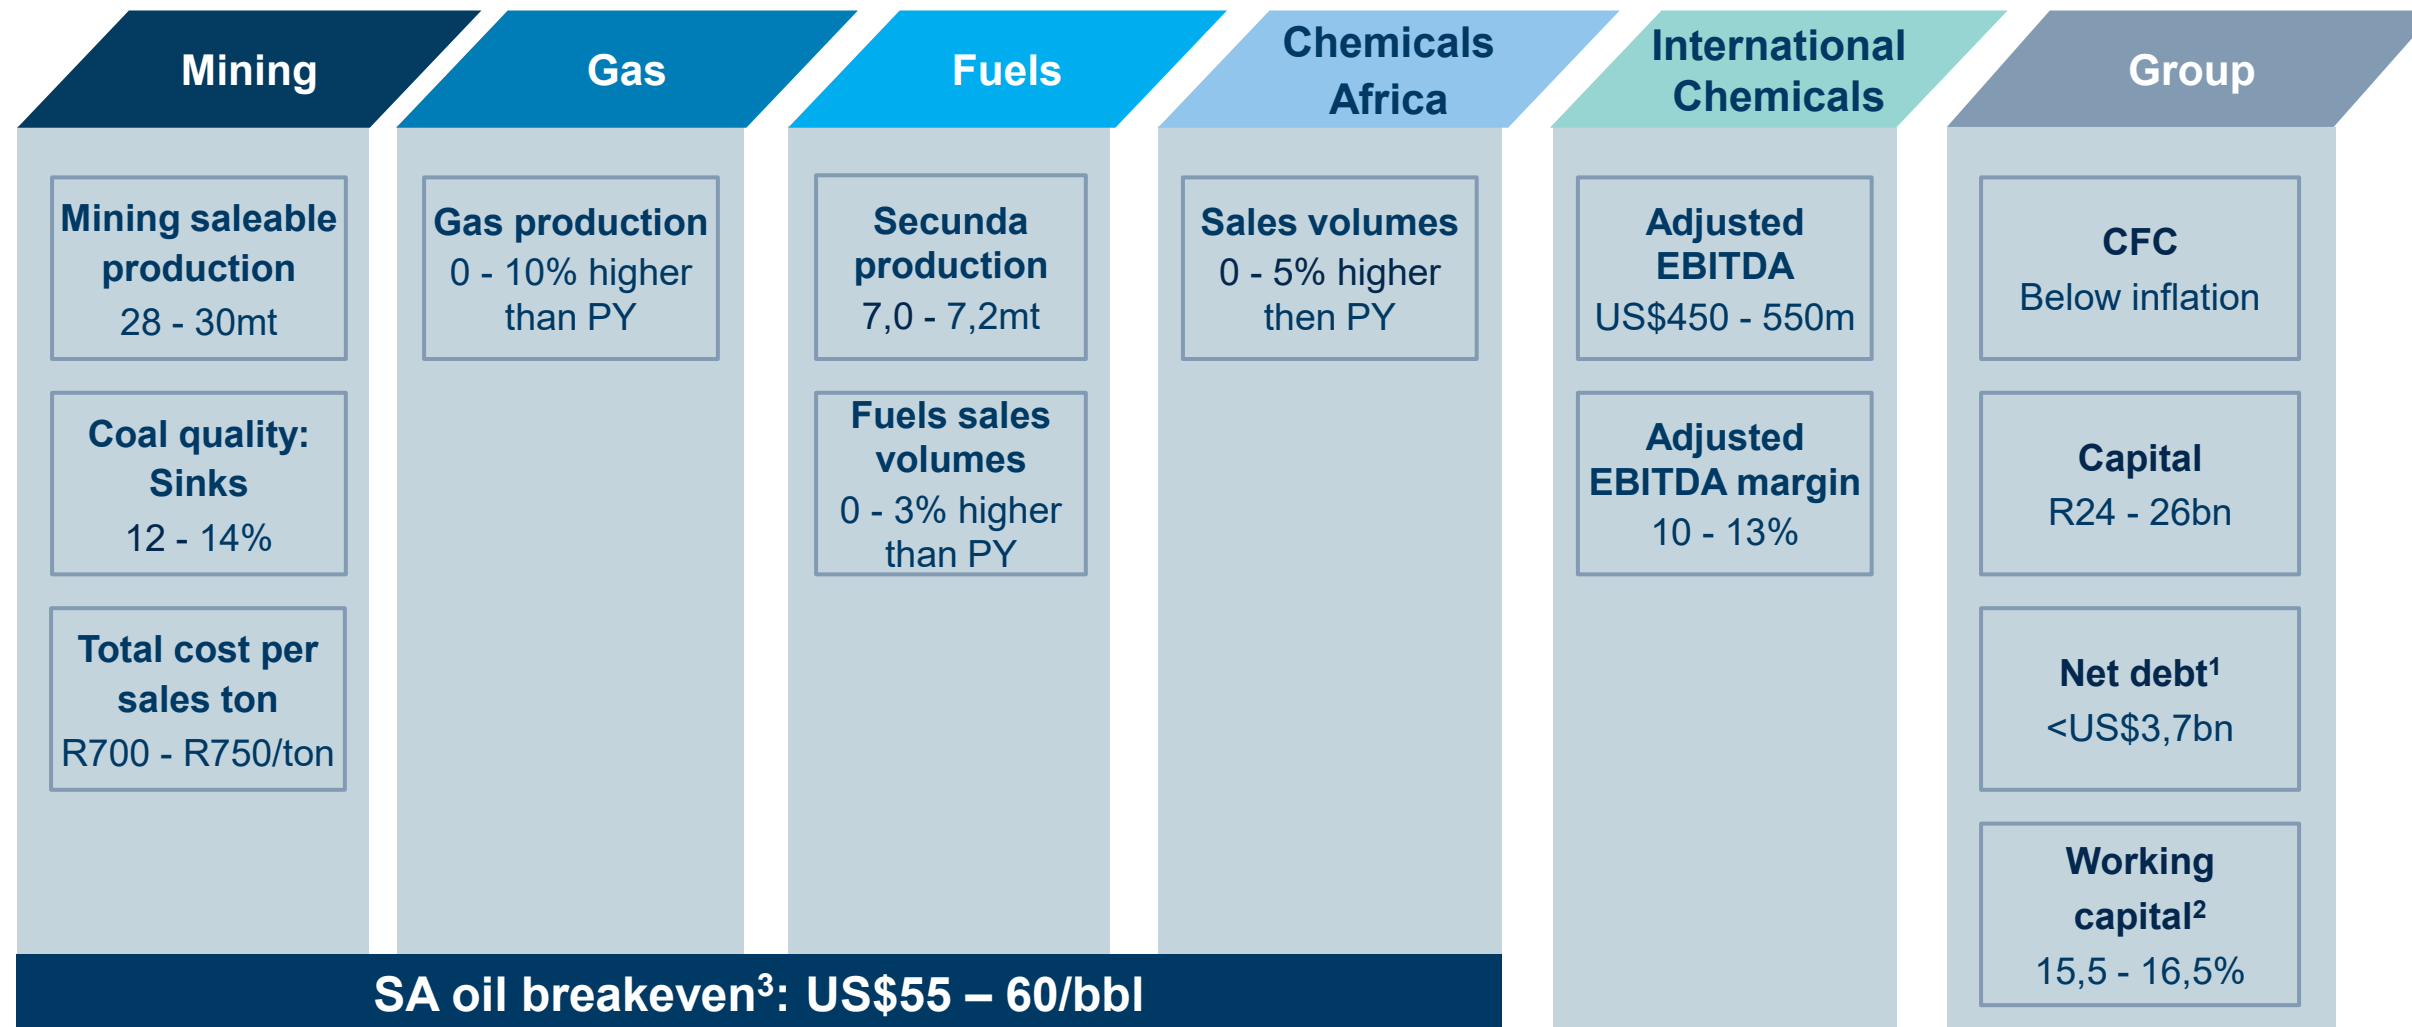 Mining
Gas
Fuels
Chemicals
Africa
International
Chemicals
Group
Mining saleable
production
28 - 30mt
Coal quality:
Sinks
12 - 14%
Total cost per
sales ton
R700 - R750/ton
Gas production
0 - 10% higher
than PY
Secunda
production
7,0 - 7,2mt
Fuels sales
volumes
0 - 3% higher
than PY
Sales volumes
0 - 5% higher
then PY
Adjusted
EBITDA
US$450 - 550m
Adjusted
EBITDA margin
10 - 13%
CFC
Below inflation
Capital
R24 - 26bn
Net debt¹
<US$3,7bn
Working
capital²
15,5 - 16,5%
SA oil breakeven³: US$55 – 60/bbl